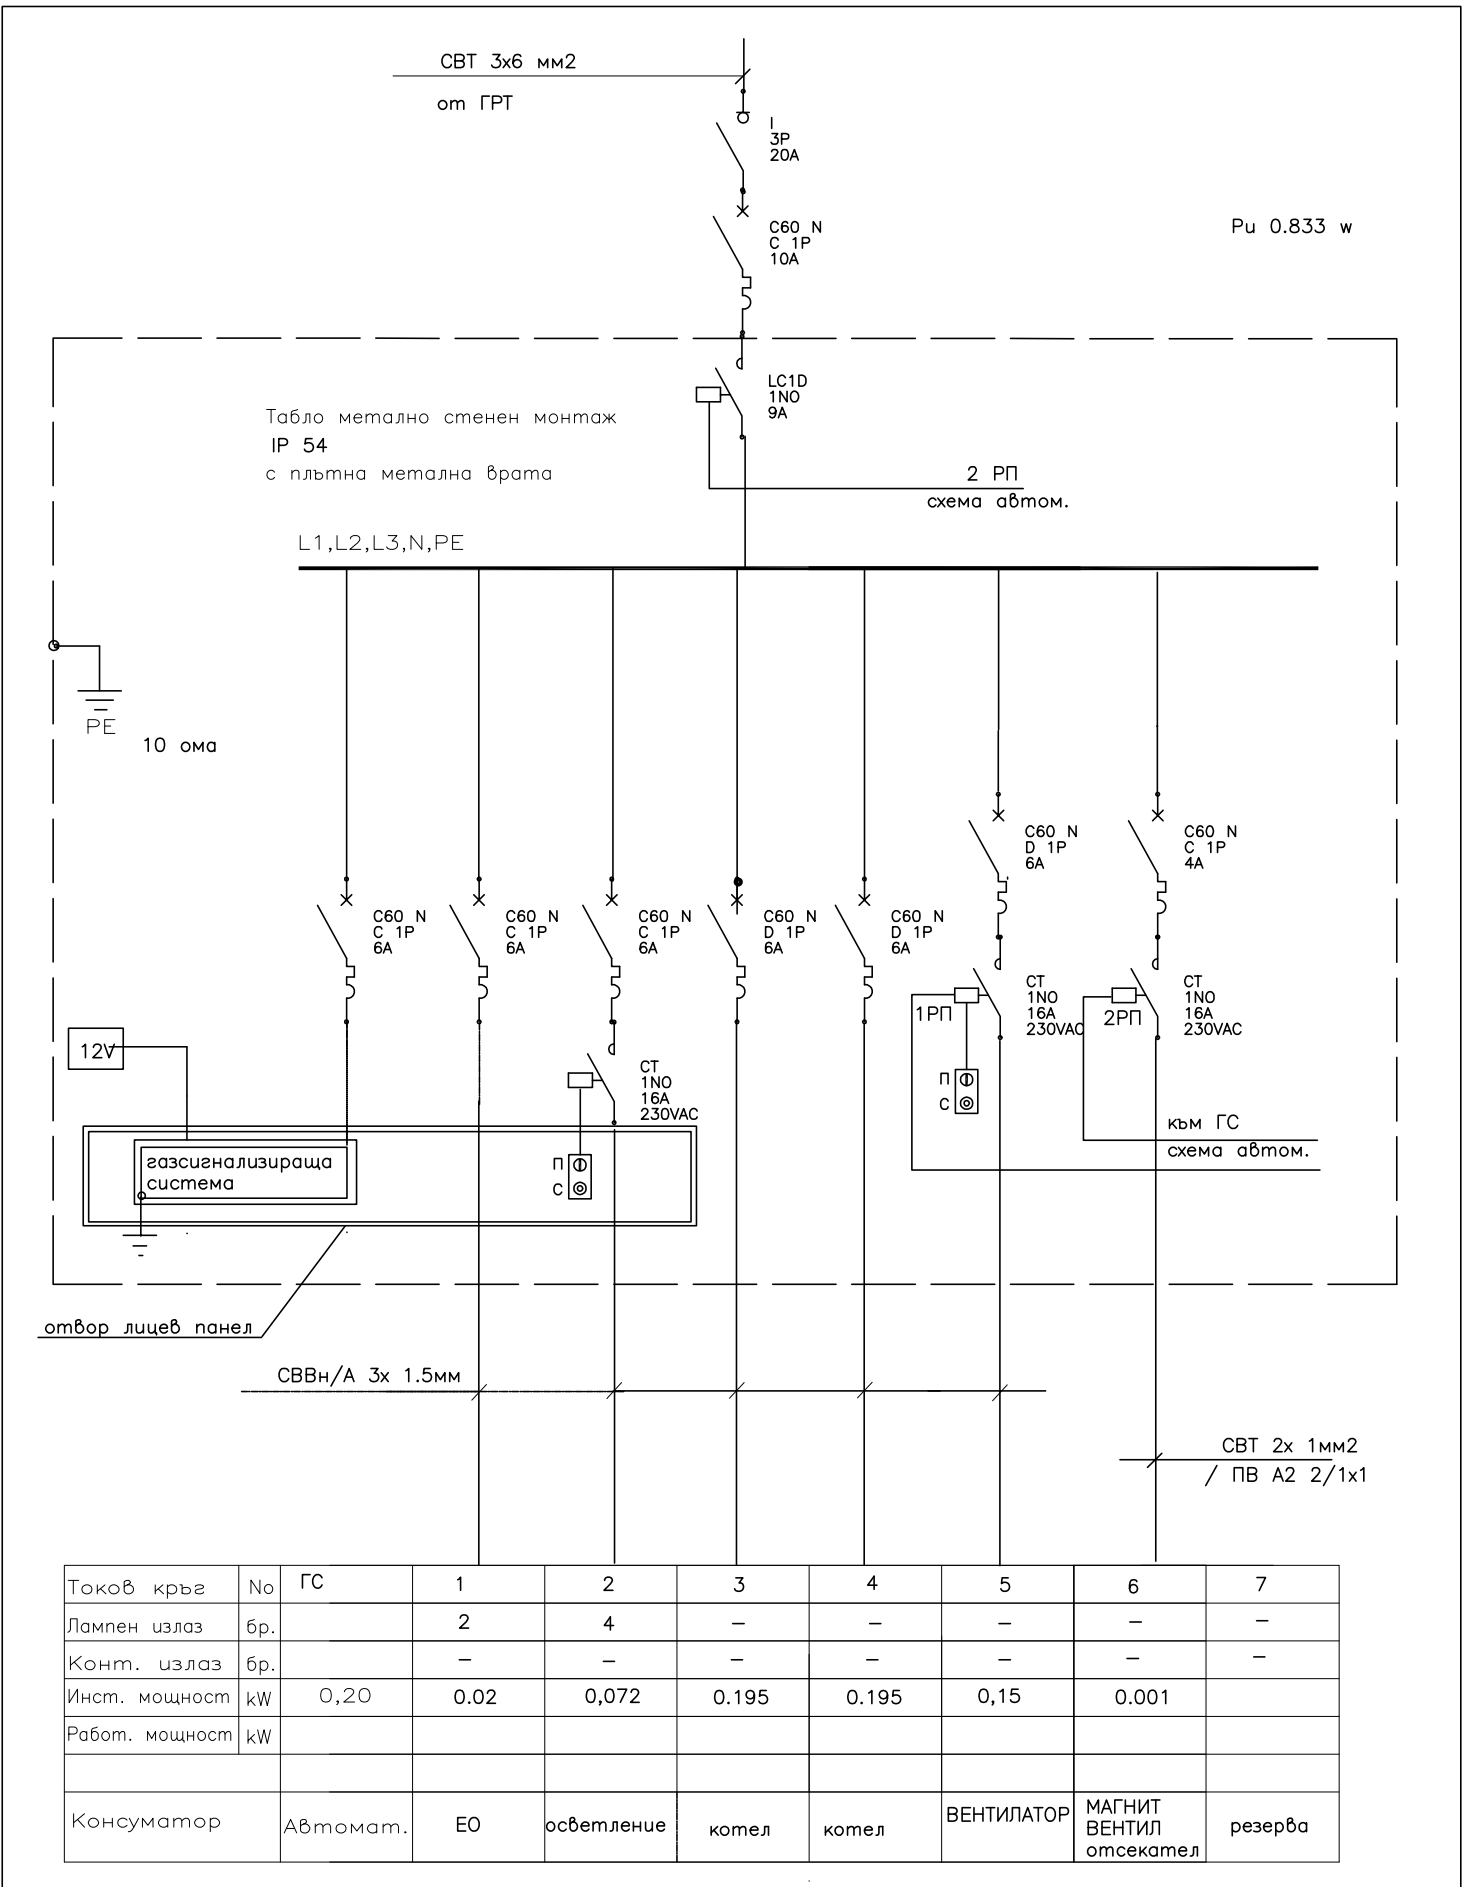 СВТ 3x6 мм2
от ГРТ
I
3P
20A
C60 N
C 1P
10A
Pu 0.833 w
LC1D
1NO
9A
Табло метално стенен монтаж
IP 54
с плътна метална врата
2 РП
схема автом.
L1,L2,L3,N,PE
PE
10 ома
C60 N
D 1P
6A
C60 N
C 1P
4A
C60 N
C 1P
6A
C60 N
C 1P
6A
C60 N
C 1P
6A
C60 N
D 1P
6A
C60 N
D 1P
6A
1РП
CT
1NO
16A
230VAC
2РП
CT
1NO
16A
230VAC
12V
CT
1NO
16A
230VAC
П
С
към ГС
схема автом.
газсигнализираща
система
П
С
отвор лицев панел
СВВн/А 3x 1.5мм
СВТ 2x 1мм2
/ ПВ А2 2/1x1
Токов кръг No ГС 1 2 3 4 5 6 7
Лампен излаз бр. 2 4 – – – – –
Конт. излаз бр. – – – – – – –
Инст. мощност kW 0,20 0.02 0,072 0.195 0.195 0,15 0.001
Работ. мощност kW
Консуматор Автомат. ЕО осветление котел котел ВЕНТИЛАТОР МАГНИТ
ВЕНТИЛ
отсекател резерва